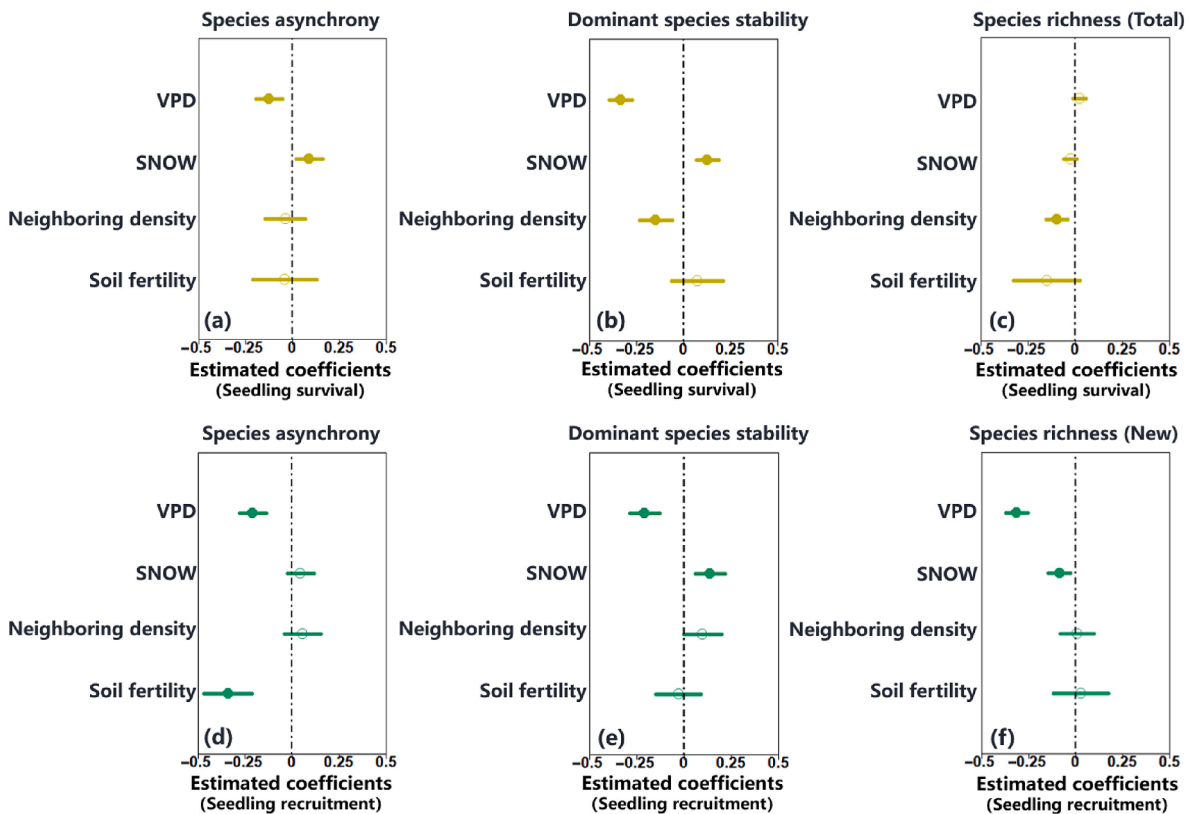 Species asynchrony
VPD
SNOW
Neighboring density
Soil fertility
(a)
−0.5 −0.25 0 0.25 0.5
Estimated coefficients
(Seedling survival)
Dominant species stability
VPD
SNOW
Neighboring density
Soil fertility
(b)
−0.5 −0.25 0 0.25 0.5
Estimated coefficients
(Seedling survival)
Species richness (Total)
VPD
SNOW
Neighboring density
Soil fertility
(c)
−0.5 −0.25 0 0.25 0.5
Estimated coefficients
(Seedling survival)
Species asynchrony
VPD
SNOW
Neighboring density
Soil fertility
(d)
−0.5 −0.25 0 0.25 0.5
Estimated coefficients
(Seedling recruitment)
Dominant species stability
VPD
SNOW
Neighboring density
Soil fertility
(e)
−0.5 −0.25 0 0.25 0.5
Estimated coefficients
(Seedling recruitment)
Species richness (New)
VPD
SNOW
Neighboring density
Soil fertility
(f)
−0.5 −0.25 0 0.25 0.5
Estimated coefficients
(Seedling recruitment)